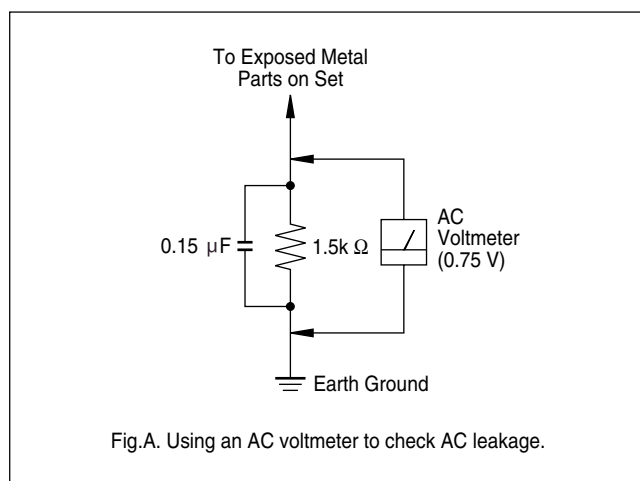 To Exposed Metal
Parts on Set
0.15 μF
1.5k Ω
AC
Voltmeter
(0.75 V)
Earth Ground
Fig.A. Using an AC voltmeter to check AC leakage.